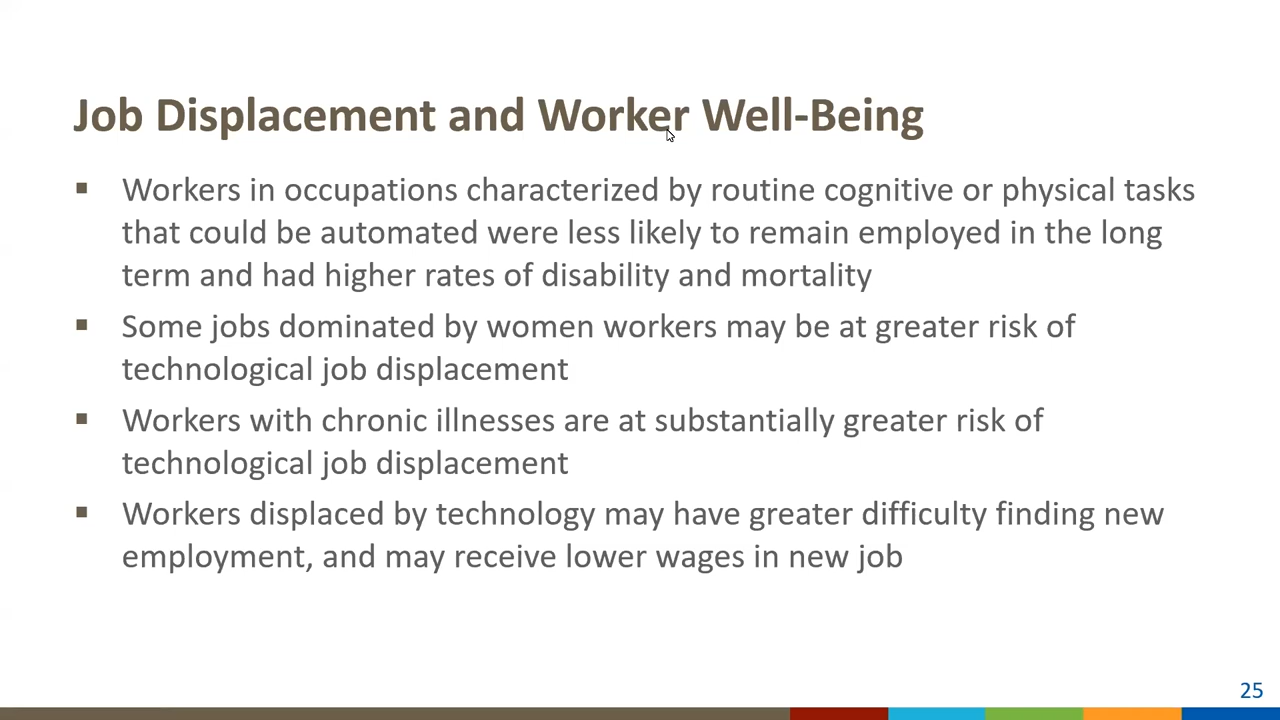 Job Displacement and Worker Well-Being
▪ Workers in occupations characterized by routine cognitive or physical tasks
that could be automated were less likely to remain employed in the long
term and had higher rates of disability and mortality
▪ Some jobs dominated by women workers may be at greater risk of
technological job displacement
▪ Workers with chronic illnesses are at substantially greater risk of
technological job displacement
▪ Workers displaced by technology may have greater difficulty finding new
employment, and may receive lower wages in new job
25